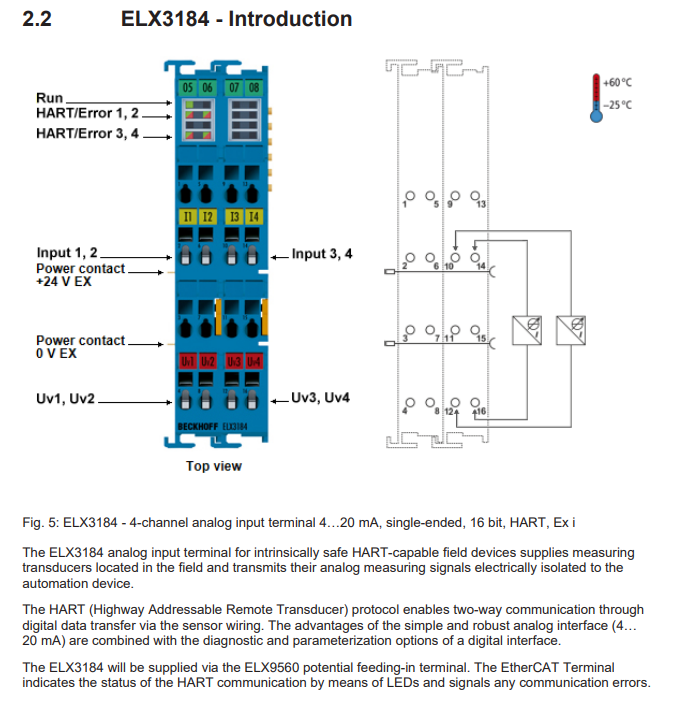 2.2 ELX3184 - Introduction
05 06 07 08
Run
HART/Error 1, 2
HART/Error 3, 4
+60°C
-25°C
I1 I2 I3 I4
1 5 9 13
Input 1, 2
Input 3, 4
Power contact
+24 V EX
2 6 10 14
Power contact
0 V EX
3 7 11 15
Uv1 Uv2 Uv3 Uv4
Uv1, Uv2
Uv3, Uv4
4 8 12 16
BECKHOFF ELX3184
Top view
Fig. 5: ELX3184 - 4-channel analog input terminal 4…20 mA, single-ended, 16 bit, HART, Ex i
The ELX3184 analog input terminal for intrinsically safe HART-capable field devices supplies measuring
transducers located in the field and transmits their analog measuring signals electrically isolated to the
automation device.
The HART (Highway Addressable Remote Transducer) protocol enables two-way communication through
digital data transfer via the sensor wiring. The advantages of the simple and robust analog interface (4…
20 mA) are combined with the diagnostic and parameterization options of a digital interface.
The ELX3184 will be supplied via the ELX9560 potential feeding-in terminal. The EtherCAT Terminal
indicates the status of the HART communication by means of LEDs and signals any communication errors.